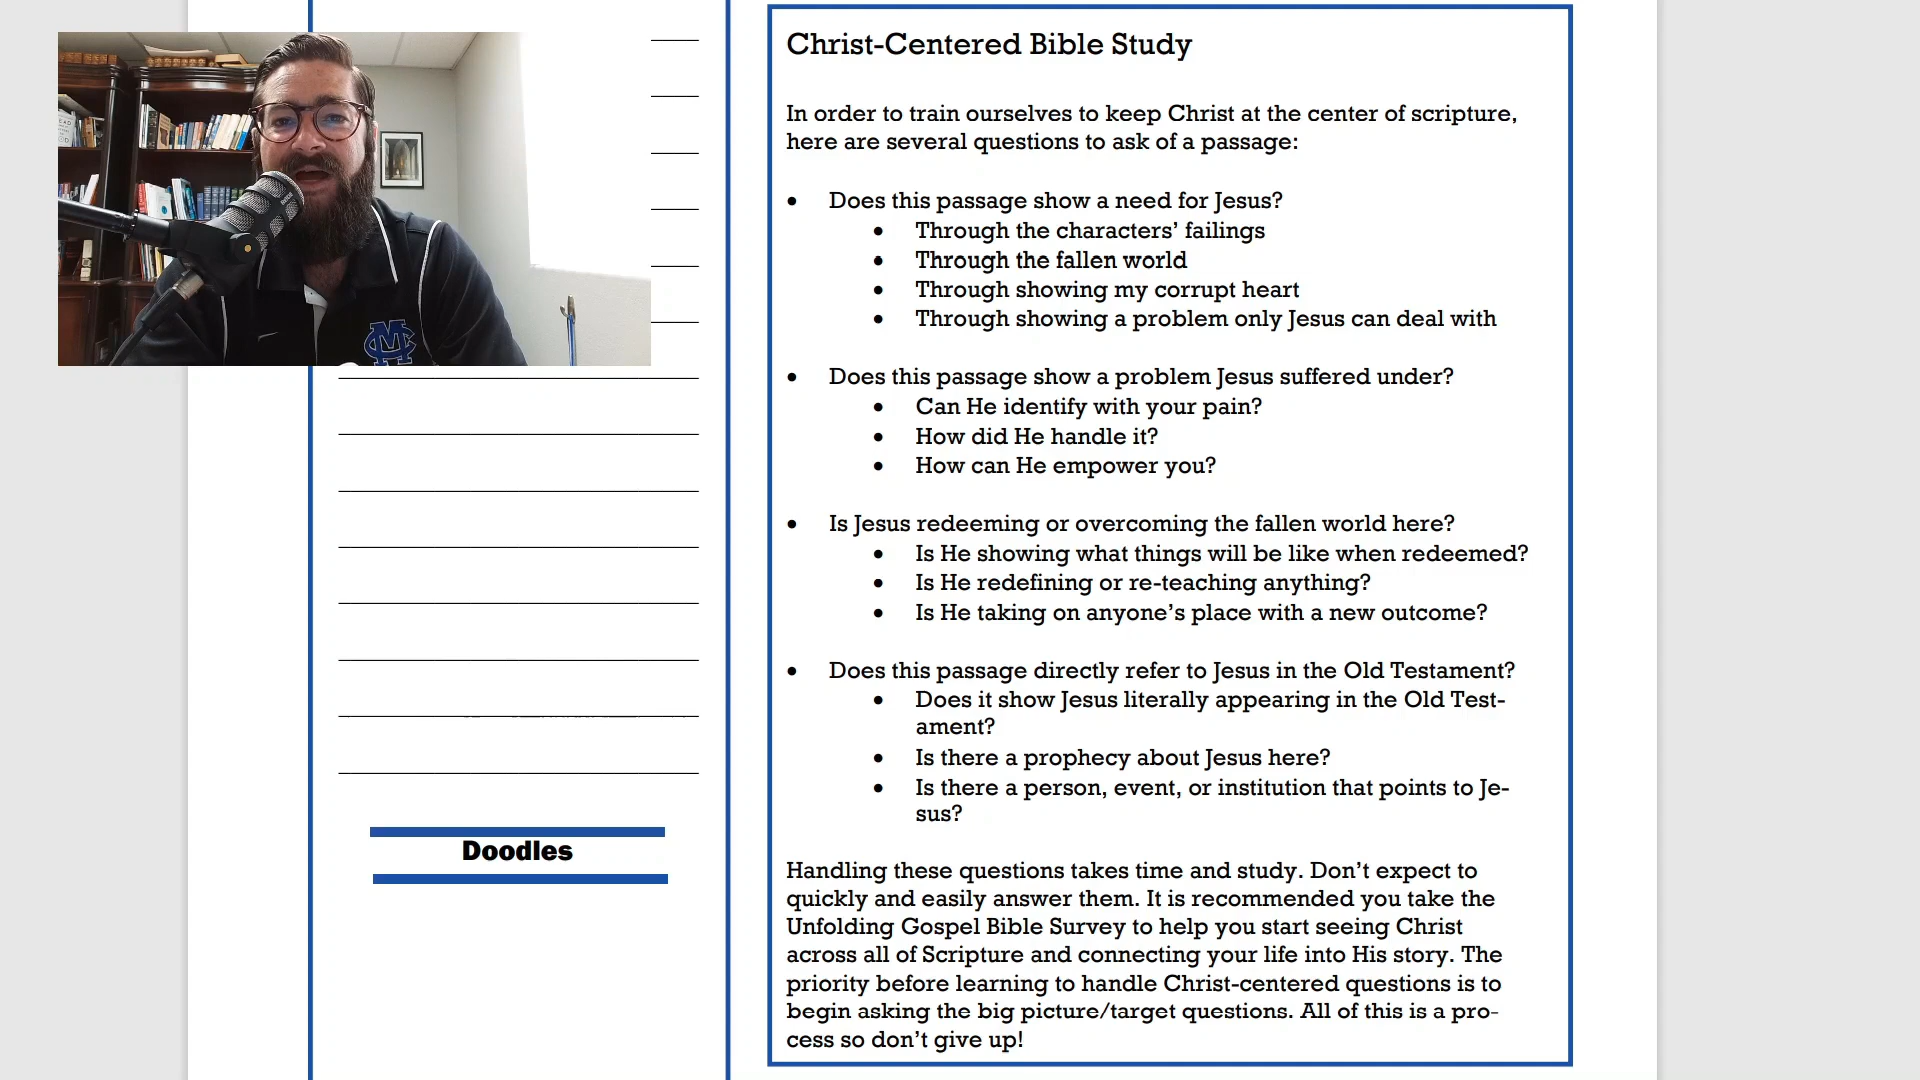 Christ-Centered Bible Study
In order to train ourselves to keep Christ at the center of scripture,
here are several questions to ask of a passage:
• Does this passage show a need for Jesus?
• Through the characters’ failings
• Through the fallen world
• Through showing my corrupt heart
• Through showing a problem only Jesus can deal with
• Does this passage show a problem Jesus suffered under?
• Can He identify with your pain?
• How did He handle it?
• How can He empower you?
• Is Jesus redeeming or overcoming the fallen world here?
• Is He showing what things will be like when redeemed?
• Is He redefining or re-teaching anything?
• Is He taking on anyone’s place with a new outcome?
• Does this passage directly refer to Jesus in the Old Testament?
• Does it show Jesus literally appearing in the Old Test-
ament?
• Is there a prophecy about Jesus here?
• Is there a person, event, or institution that points to Je-
sus?
Handling these questions takes time and study. Don’t expect to
quickly and easily answer them. It is recommended you take the
Unfolding Gospel Bible Survey to help you start seeing Christ
across all of Scripture and connecting your life into His story. The
priority before learning to handle Christ-centered questions is to
begin asking the big picture/target questions. All of this is a pro-
cess so don’t give up!
Doodles
MC